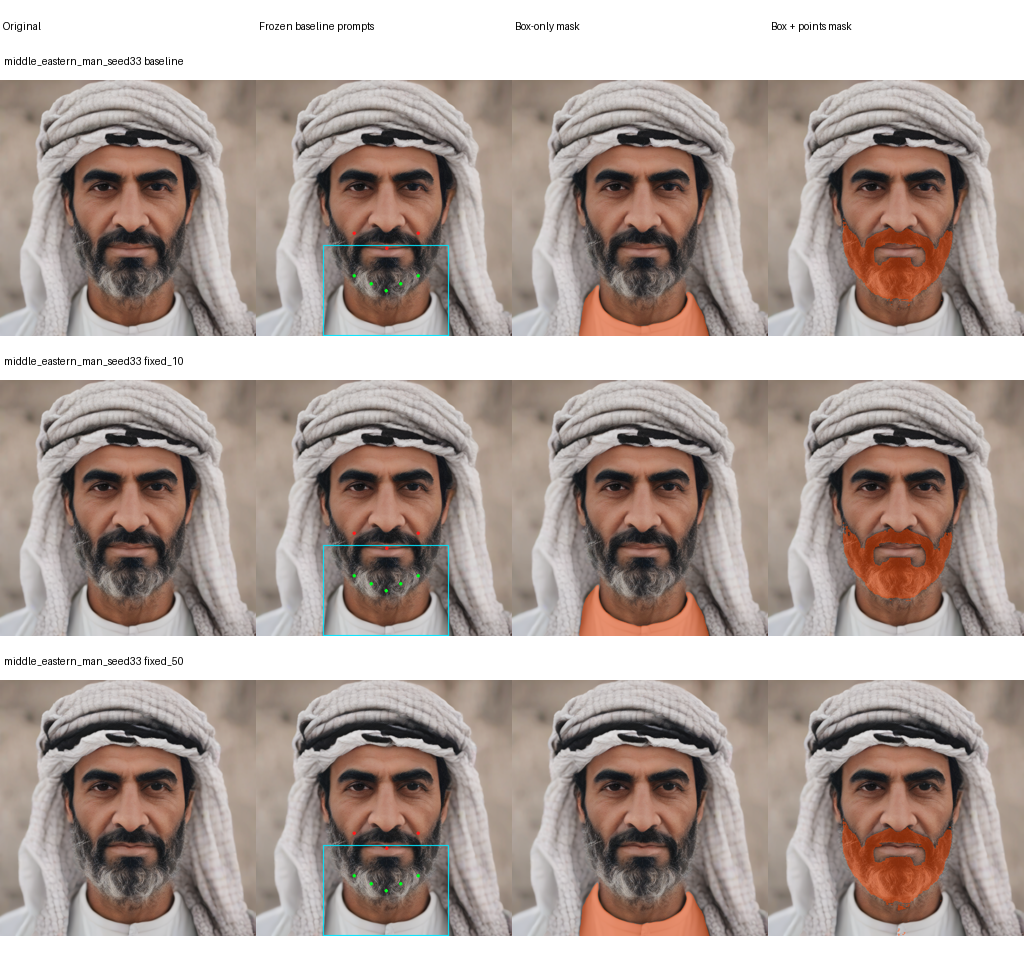 Original
Frozen baseline prompts
Box-only mask
Box + points mask
middle_eastern_man_seed33 baseline
middle_eastern_man_seed33 fixed_10
middle_eastern_man_seed33 fixed_50